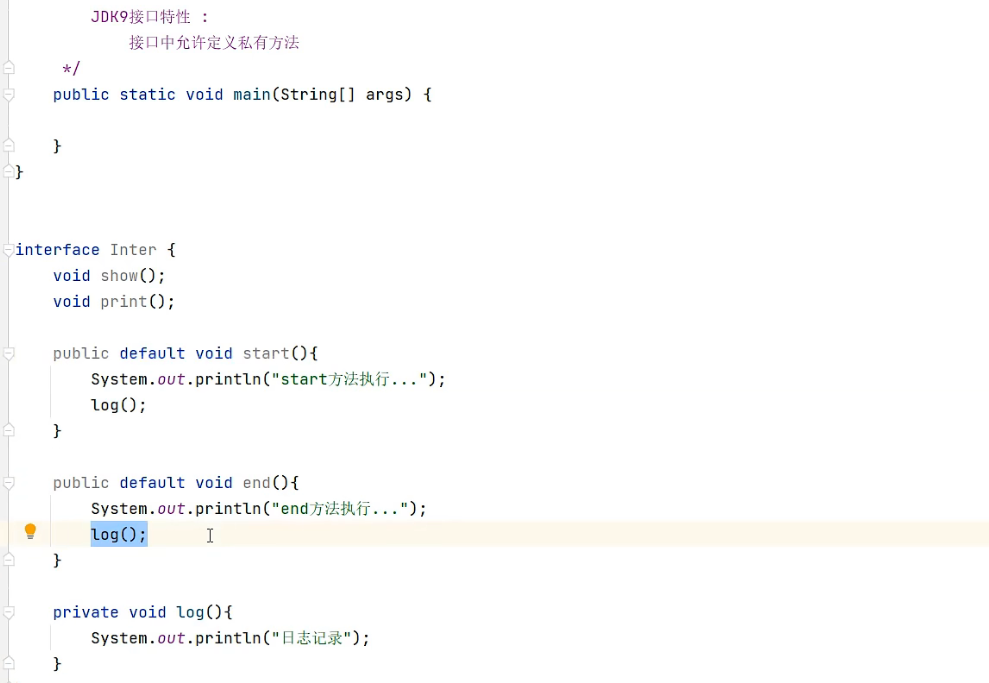 JDK9接口特性 :
接口中允许定义私有方法
*/
public static void main(String[] args) {
}
}
interface Inter {
void show();
void print();
public default void start(){
System.out.println("start方法执行...");
log();
}
public default void end(){
System.out.println("end方法执行...");
log();
}
private void log(){
System.out.println("日志记录");
}